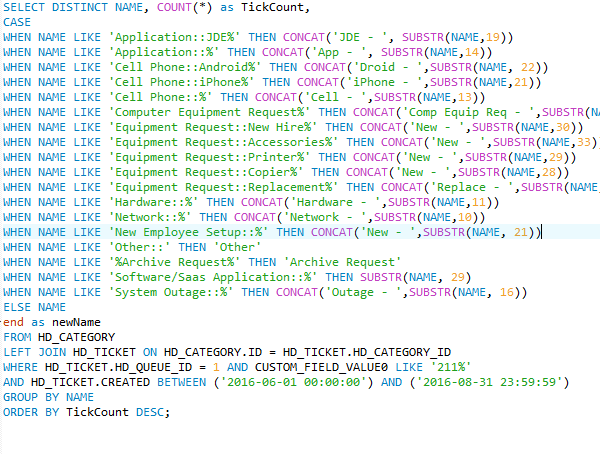 SELECT DISTINCT NAME, COUNT(*) as TickCount,
CASE
WHEN NAME LIKE 'Application::JDE%' THEN CONCAT('JDE - ', SUBSTR(NAME,19))
WHEN NAME LIKE 'Application::%' THEN CONCAT('App - ', SUBSTR(NAME,14))
WHEN NAME LIKE 'Cell Phone::Android%' THEN CONCAT('Droid - ',SUBSTR(NAME, 22))
WHEN NAME LIKE 'Cell Phone::iPhone%' THEN CONCAT('iPhone - ',SUBSTR(NAME,21))
WHEN NAME LIKE 'Cell Phone::%' THEN CONCAT('Cell - ',SUBSTR(NAME,13))
WHEN NAME LIKE 'Computer Equipment Request%' THEN CONCAT('Comp Equip Req - ',SUBSTR(NA
WHEN NAME LIKE 'Equipment Request::New Hire%' THEN CONCAT('New - ',SUBSTR(NAME,30))
WHEN NAME LIKE 'Equipment Request::Accessories%' THEN CONCAT('New - ',SUBSTR(NAME,33))
WHEN NAME LIKE 'Equipment Request::Printer%' THEN CONCAT('New - ',SUBSTR(NAME,29))
WHEN NAME LIKE 'Equipment Request::Copier%' THEN CONCAT('New - ',SUBSTR(NAME,28))
WHEN NAME LIKE 'Equipment Request::Replacement%' THEN CONCAT('Replace - ',SUBSTR(NAME,
WHEN NAME LIKE 'Hardware::%' THEN CONCAT('Hardware - ',SUBSTR(NAME,11))
WHEN NAME LIKE 'Network::%' THEN CONCAT('Network - ',SUBSTR(NAME,10))
WHEN NAME LIKE 'New Employee Setup::%' THEN CONCAT('New - ',SUBSTR(NAME, 21))
WHEN NAME LIKE 'Other::' THEN 'Other'
WHEN NAME LIKE '%Archive Request%' THEN 'Archive Request'
WHEN NAME LIKE 'Software/Saas Application::%' THEN SUBSTR(NAME, 29)
WHEN NAME LIKE 'System Outage::%' THEN CONCAT('Outage - ',SUBSTR(NAME, 16))
ELSE NAME
end as newName
FROM HD_CATEGORY
LEFT JOIN HD_TICKET ON HD_CATEGORY.ID = HD_TICKET.HD_CATEGORY_ID
WHERE HD_TICKET.HD_QUEUE_ID = 1 AND CUSTOM_FIELD_VALUE0 LIKE '211%'
AND HD_TICKET.CREATED BETWEEN ('2016-06-01 00:00:00') AND ('2016-08-31 23:59:59')
GROUP BY NAME
ORDER BY TickCount DESC;